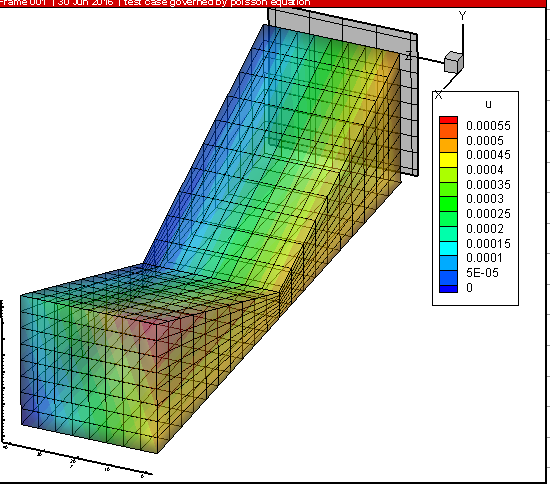 Frame 001 | 30 Jun 2016 | test case governed by poisson equation
Y
Z
X
u
0.00055
0.0005
0.00045
0.0004
0.00035
0.0003
0.00025
0.0002
0.00015
0.0001
5E-05
0